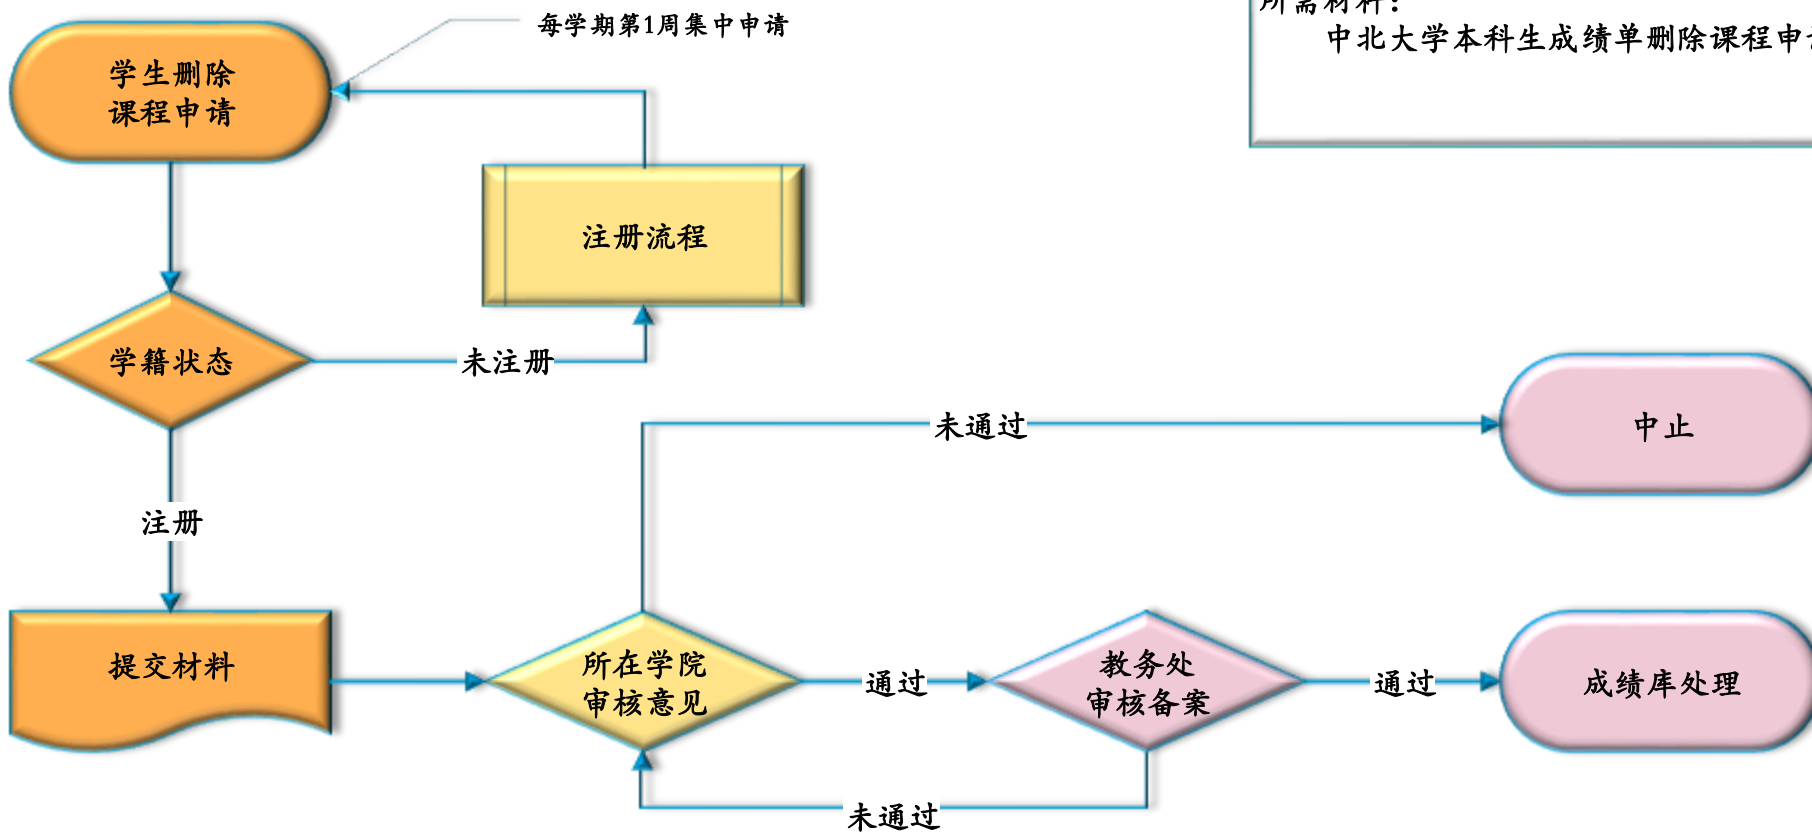 每学期第1周集中申请
所需材料：
中北大学本科生成绩单删除课程申
学生删除
课程申请
注册流程
学籍状态
未注册
未通过
中止
注册
提交材料
所在学院
审核意见
通过
教务处
审核备案
通过
成绩库处理
未通过